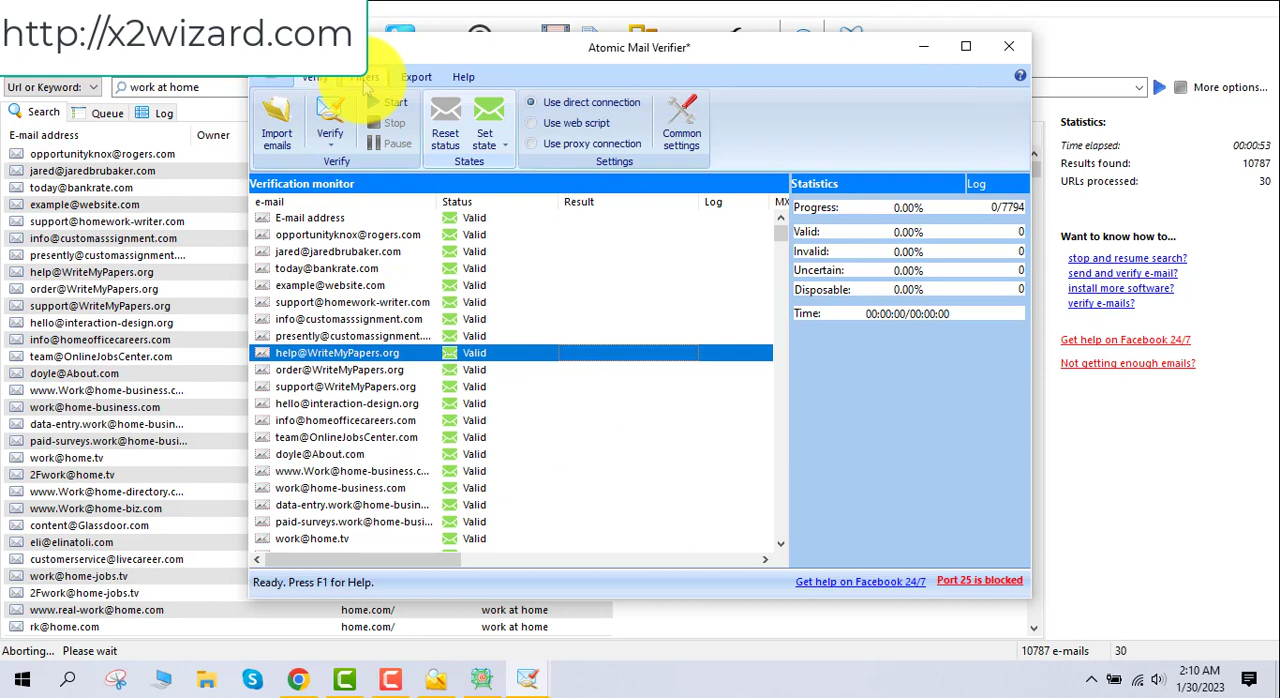 http://x2wizard.com
Atomic Mail Verifier*
Url or Keyword:
work at home
More options...
Search
Queue
Log
E-mail address
Owner
opportunityknox@rogers.com
jared@jaredbrubaker.com
today@bankrate.com
example@website.com
support@homework-writer.com
info@customassignment.com
presently@customassignment....
help@WriteMyPapers.org
order@WriteMyPapers.org
support@WriteMyPapers.org
hello@interaction-design.org
info@homeofficecareers.com
team@OnlineJobsCenter.com
doyle@About.com
www.Work@home-business.com
work@home-business.com
data-entry.work@home-busin...
paid-surveys.work@home-busi...
work@home.tv
2Fwork@home.tv
www.Work@home-directory.c...
www.Work@home-biz.com
content@Glassdoor.com
eli@elinatoli.com
customerservice@livecareer.com
work@home-jobs.tv
2Fwork@home-jobs.tv
www.real-work@home.com home.com/ work at home
rk@home.com home.com/ work at home
Verify
Filters
Export
Help
Import emails
Verify
Start
Stop
Pause
Verify
Reset status
Set state
States
Use direct connection
Use web script
Use proxy connection
Common settings
Settings
Verification monitor
e-mail Status Result Log MX
E-mail address Valid
opportunityknox@rogers.com Valid
jared@jaredbrubaker.com Valid
today@bankrate.com Valid
example@website.com Valid
support@homework-writer.com Valid
info@customassignment.com Valid
presently@customassignment.... Valid
help@WriteMyPapers.org Valid
order@WriteMyPapers.org Valid
support@WriteMyPapers.org Valid
hello@interaction-design.org Valid
info@homeofficecareers.com Valid
team@OnlineJobsCenter.com Valid
doyle@About.com Valid
www.Work@home-business.c... Valid
work@home-business.com Valid
data-entry.work@home-busin... Valid
paid-surveys.work@home-busi... Valid
work@home.tv Valid
Statistics
Log
Progress: 0.00% 0/7794
Valid: 0.00% 0
Invalid: 0.00% 0
Uncertain: 0.00% 0
Disposable: 0.00% 0
Time: 00:00:00/00:00:00
Ready. Press F1 for Help.
Get help on Facebook 24/7
Port 25 is blocked
Statistics:
Time elapsed: 00:00:53
Results found: 10787
URLs processed: 30
Want to know how to...
stop and resume search?
send and verify e-mail?
install more software?
verify e-mails?
Get help on Facebook 24/7
Not getting enough emails?
Aborting... Please wait
10787 e-mails
30
2:10 AM
1/30/2023